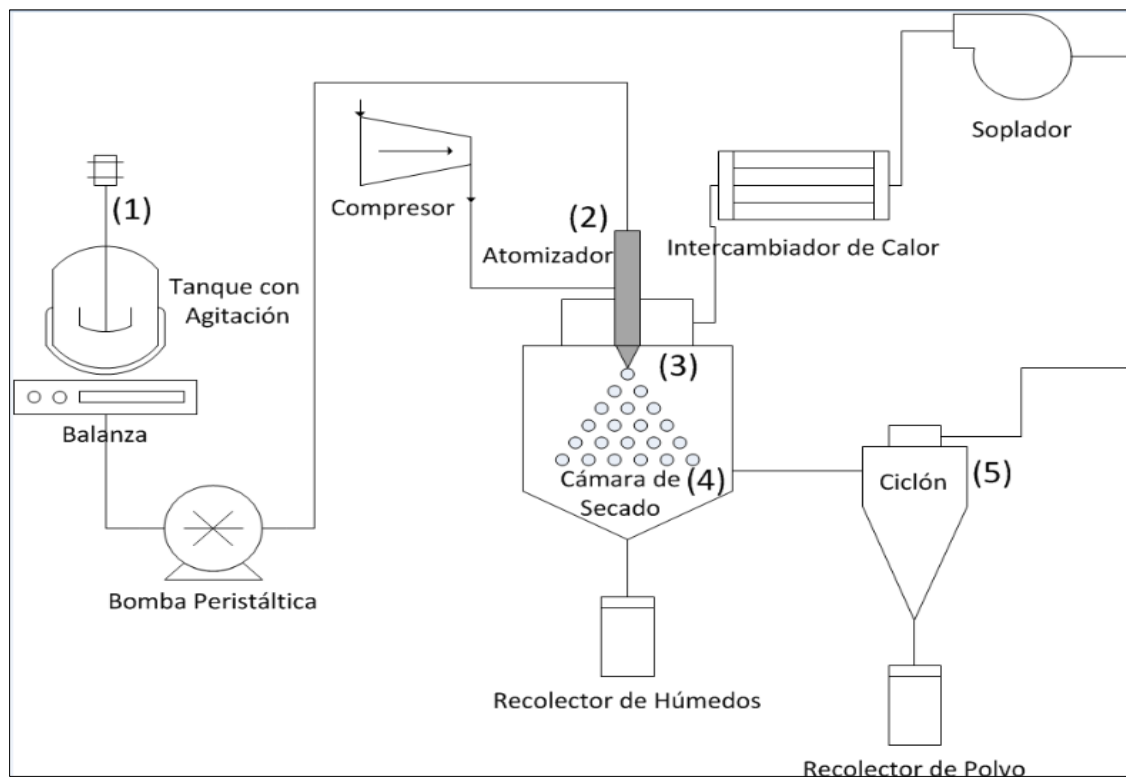 Soplador
(1)
Compresor
(2)
Atomizador
Intercambiador de Calor
Tanque con
Agitación
(3)
Balanza
Cámara de
Secado
(4)
Ciclón
(5)
Bomba Peristáltica
Recolector de Húmedos
Recolector de Polvo